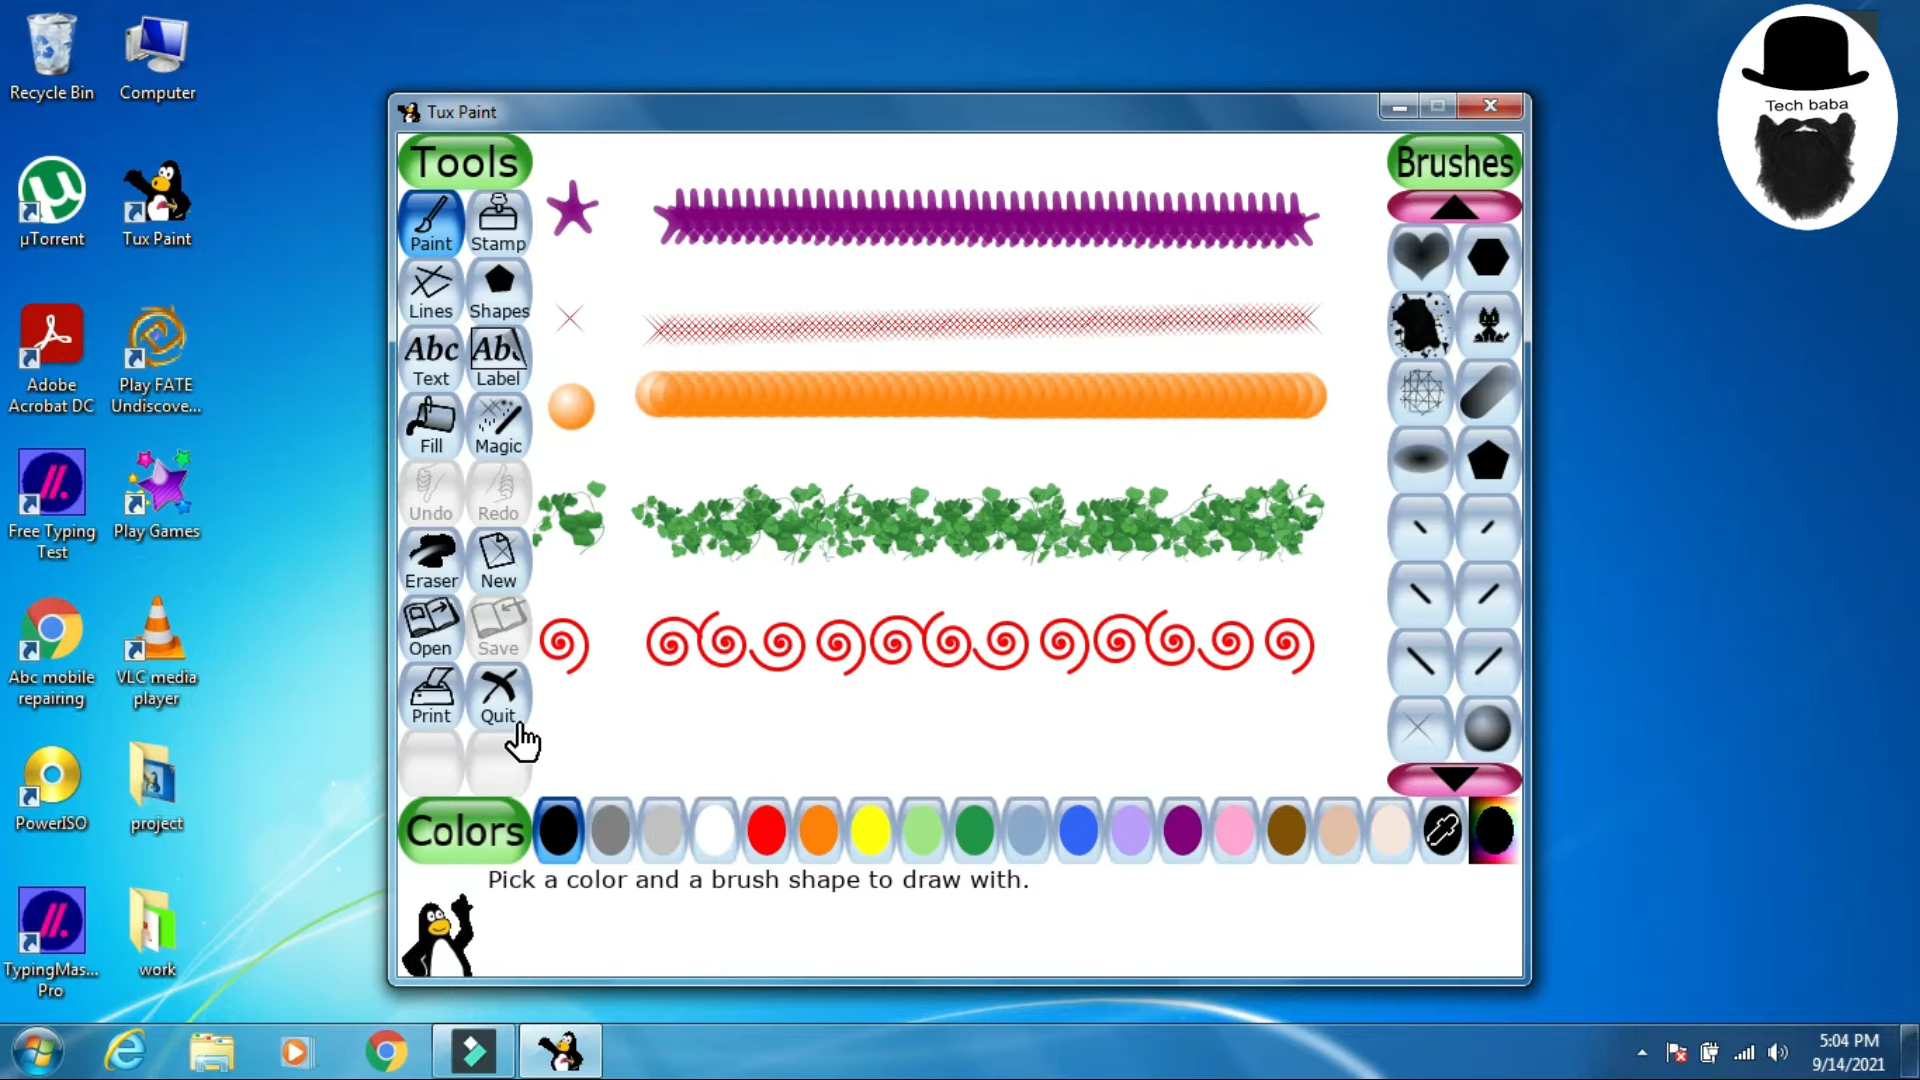 Recycle Bin
Computer
µTorrent
Tux Paint
Adobe
Acrobat DC
Play FATE
Undiscove...
Free Typing
Test
Play Games
Abc mobile
repairing
VLC media
player
PowerISO
project
TypingMas...
Pro
work
Tux Paint
Tools
Paint
Stamp
Lines
Shapes
Abc
Text
Abc
Label
Fill
Magic
Undo
Redo
Eraser
New
Open
Save
Print
Quit
Brushes
Colors
Pick a color and a brush shape to draw with.
Tech baba
5:04 PM
9/14/2021